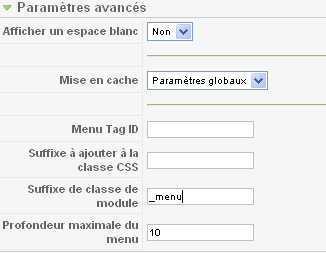 Paramètres avancés
Afficher un espace blanc Non
Mise en cache Paramètres globaux
Menu Tag ID
Suffixe à ajouter à la
classe CSS
Suffixe de classe de
module _menu
Profondeur maximale du
menu 10